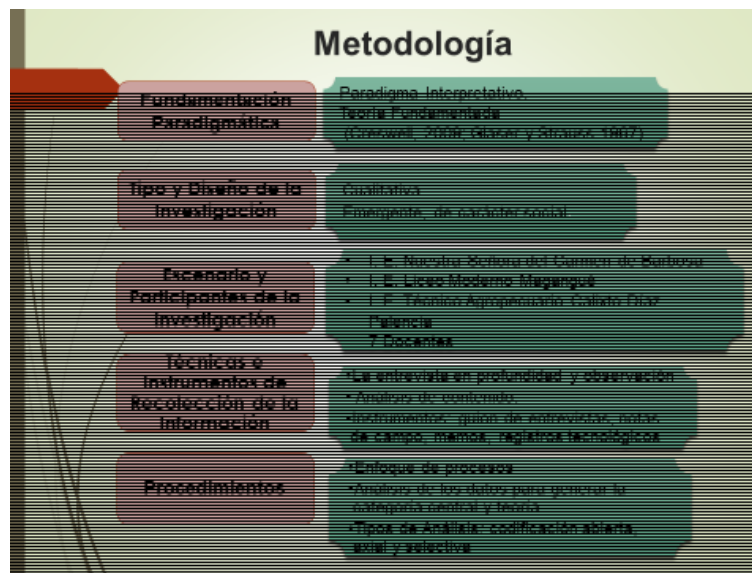 Metodología
Fundamentación
Paradigmática
Paradigma Interpretativo.
Teoría Fundamentada
(Creswell, 2009, Glaser y Strauss, 1967)
Tipo y Diseño de la
Investigación
Cualitativa
Emergente, de carácter social
Escenario y
Participantes de la
Investigación
• I. E. Nuestra Señora del Carmen de Barbosa
• I. E. Liceo Moderno Magangué
• I. E. Técnico Agropecuario Calixto Díaz
Palencia
7 Docentes
Técnicas e
Instrumentos de
Recolección de la
Información
•La entrevista en profundidad y observación
• Análisis de contenido.
•Instrumentos: guion de entrevistas, notas
de campo, memos, registros tecnológicos
Procedimientos
•Enfoque de procesos
•Análisis de los datos para generar la
categoría central y teoría
•Tipos de Análisis: codificación abierta,
axial y selectiva